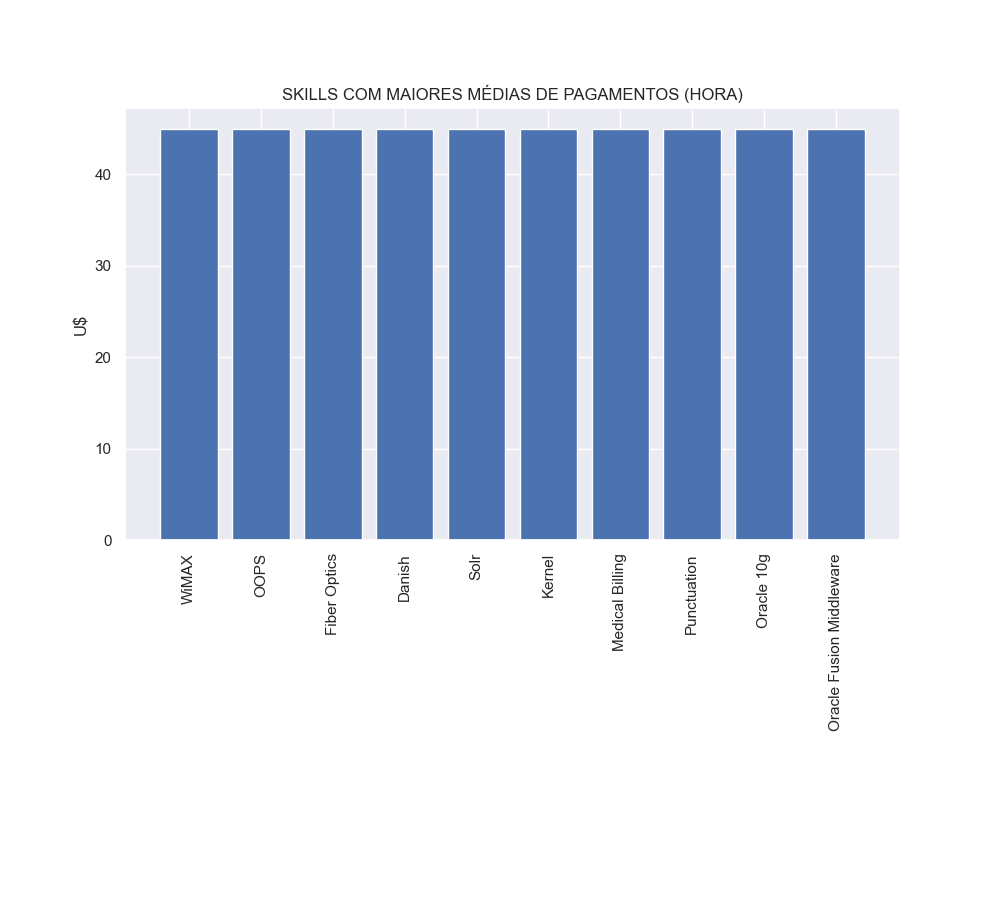 SKILLS COM MAIORES MÉDIAS DE PAGAMENTOS (HORA)
U$
40
30
20
10
0
WiMAX
OOPS
Fiber Optics
Danish
Solr
Kernel
Medical Billing
Punctuation
Oracle 10g
Oracle Fusion Middleware